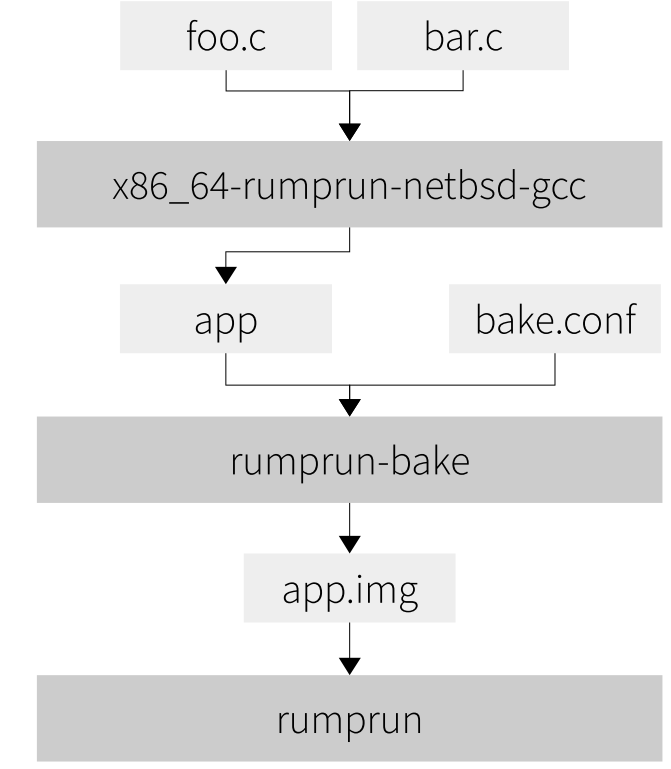 foo.c
bar.c
x86_64-rumprun-netbsd-gcc
app
bake.conf
rumprun-bake
app.img
rumprun